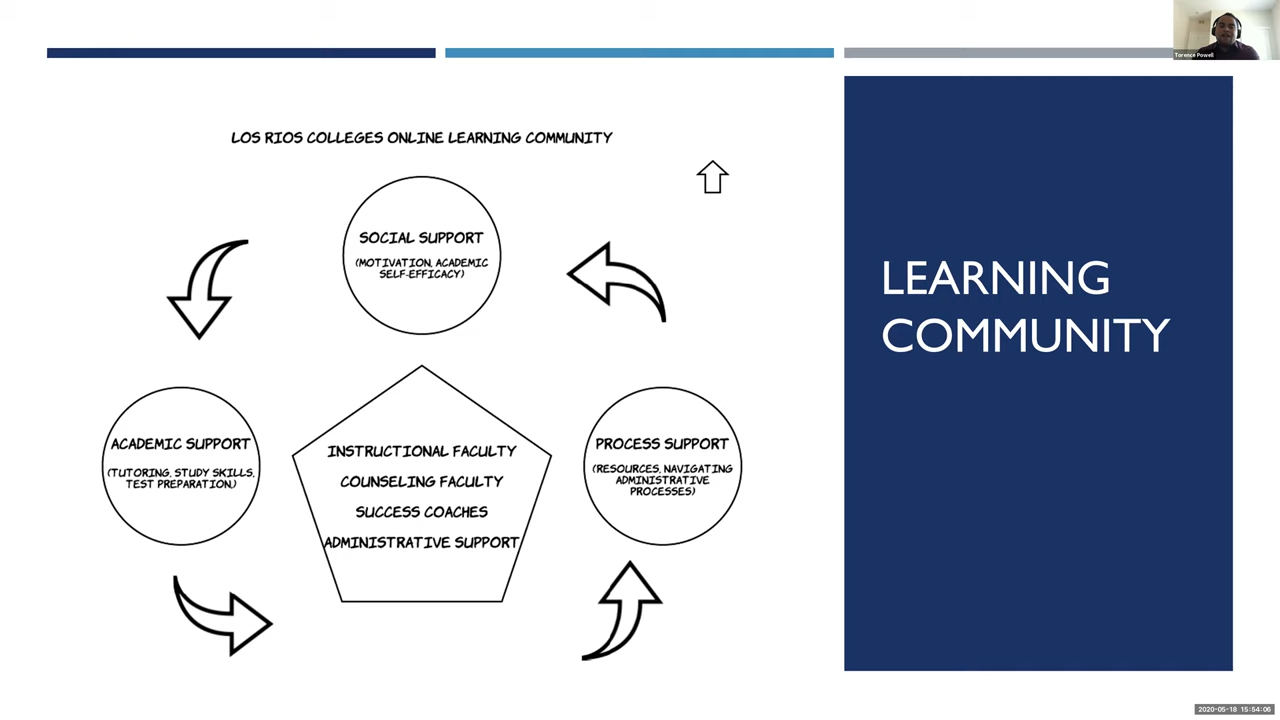 Torence Powell
LOS RIOS COLLEGES ONLINE LEARNING COMMUNITY
SOCIAL SUPPORT
(MOTIVATION, ACADEMIC
SELF-EFFICACY)
ACADEMIC SUPPORT
(TUTORING, STUDY SKILLS,
TEST PREPARATION,)
INSTRUCTIONAL FACULTY
COUNSELING FACULTY
SUCCESS COACHES
ADMINISTRATIVE SUPPORT
PROCESS SUPPORT
(RESOURCES, NAVIGATING
ADMINISTRATIVE
PROCESSES)
LEARNING
COMMUNITY
2020-05-18 15:54:06